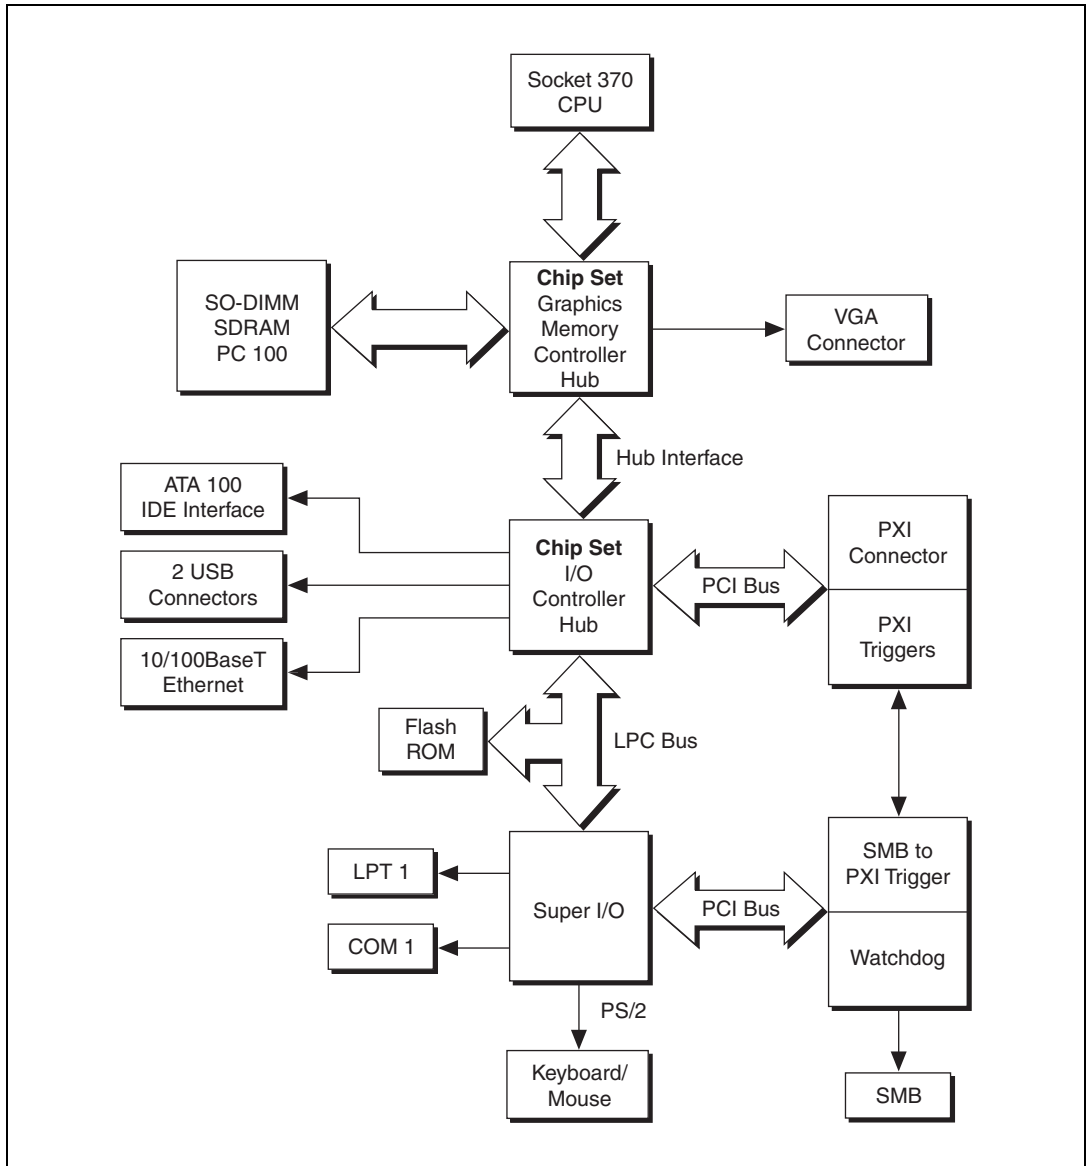 Socket 370
CPU
SO-DIMM
SDRAM
PC 100
Chip Set
Graphics
Memory
Controller
Hub
VGA
Connector
Hub Interface
ATA 100
IDE Interface
2 USB
Connectors
10/100BaseT
Ethernet
Chip Set
I/O
Controller
Hub
PCI Bus
PXI
Connector
PXI
Triggers
Flash
ROM
LPC Bus
LPT 1
COM 1
Super I/O
PCI Bus
SMB to
PXI Trigger
Watchdog
PS/2
Keyboard/
Mouse
SMB